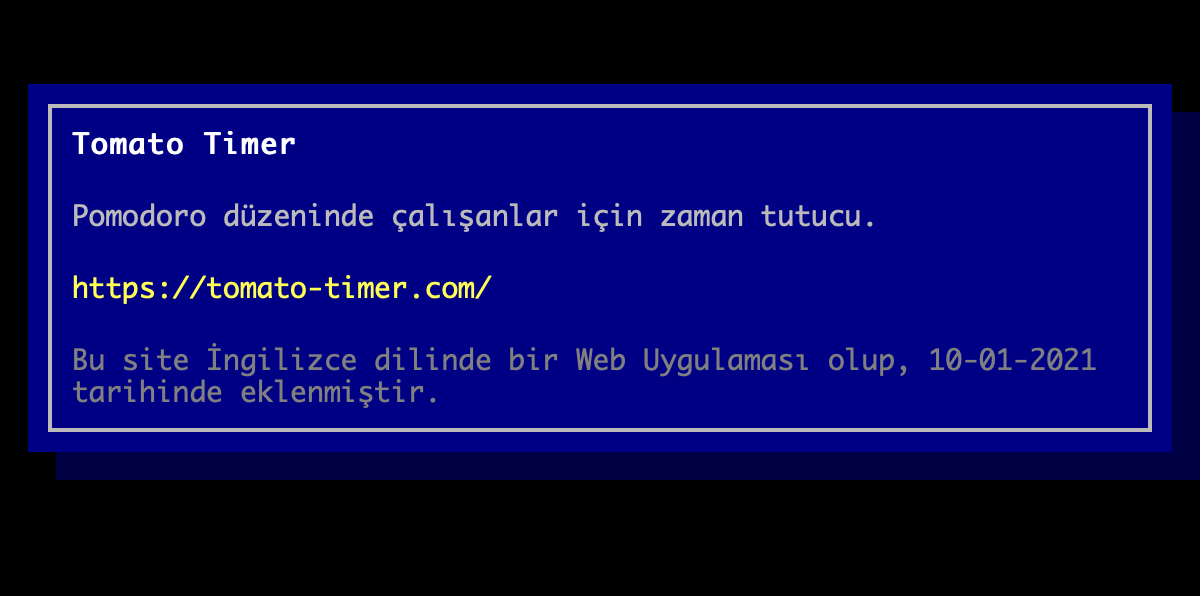 Tomato Timer
Pomodoro düzeninde çalışanlar için zaman tutucu.
https://tomato-timer.com/
Bu site İngilizce dilinde bir Web Uygulaması olup, 10-01-2021
tarihinde eklenmiştir.